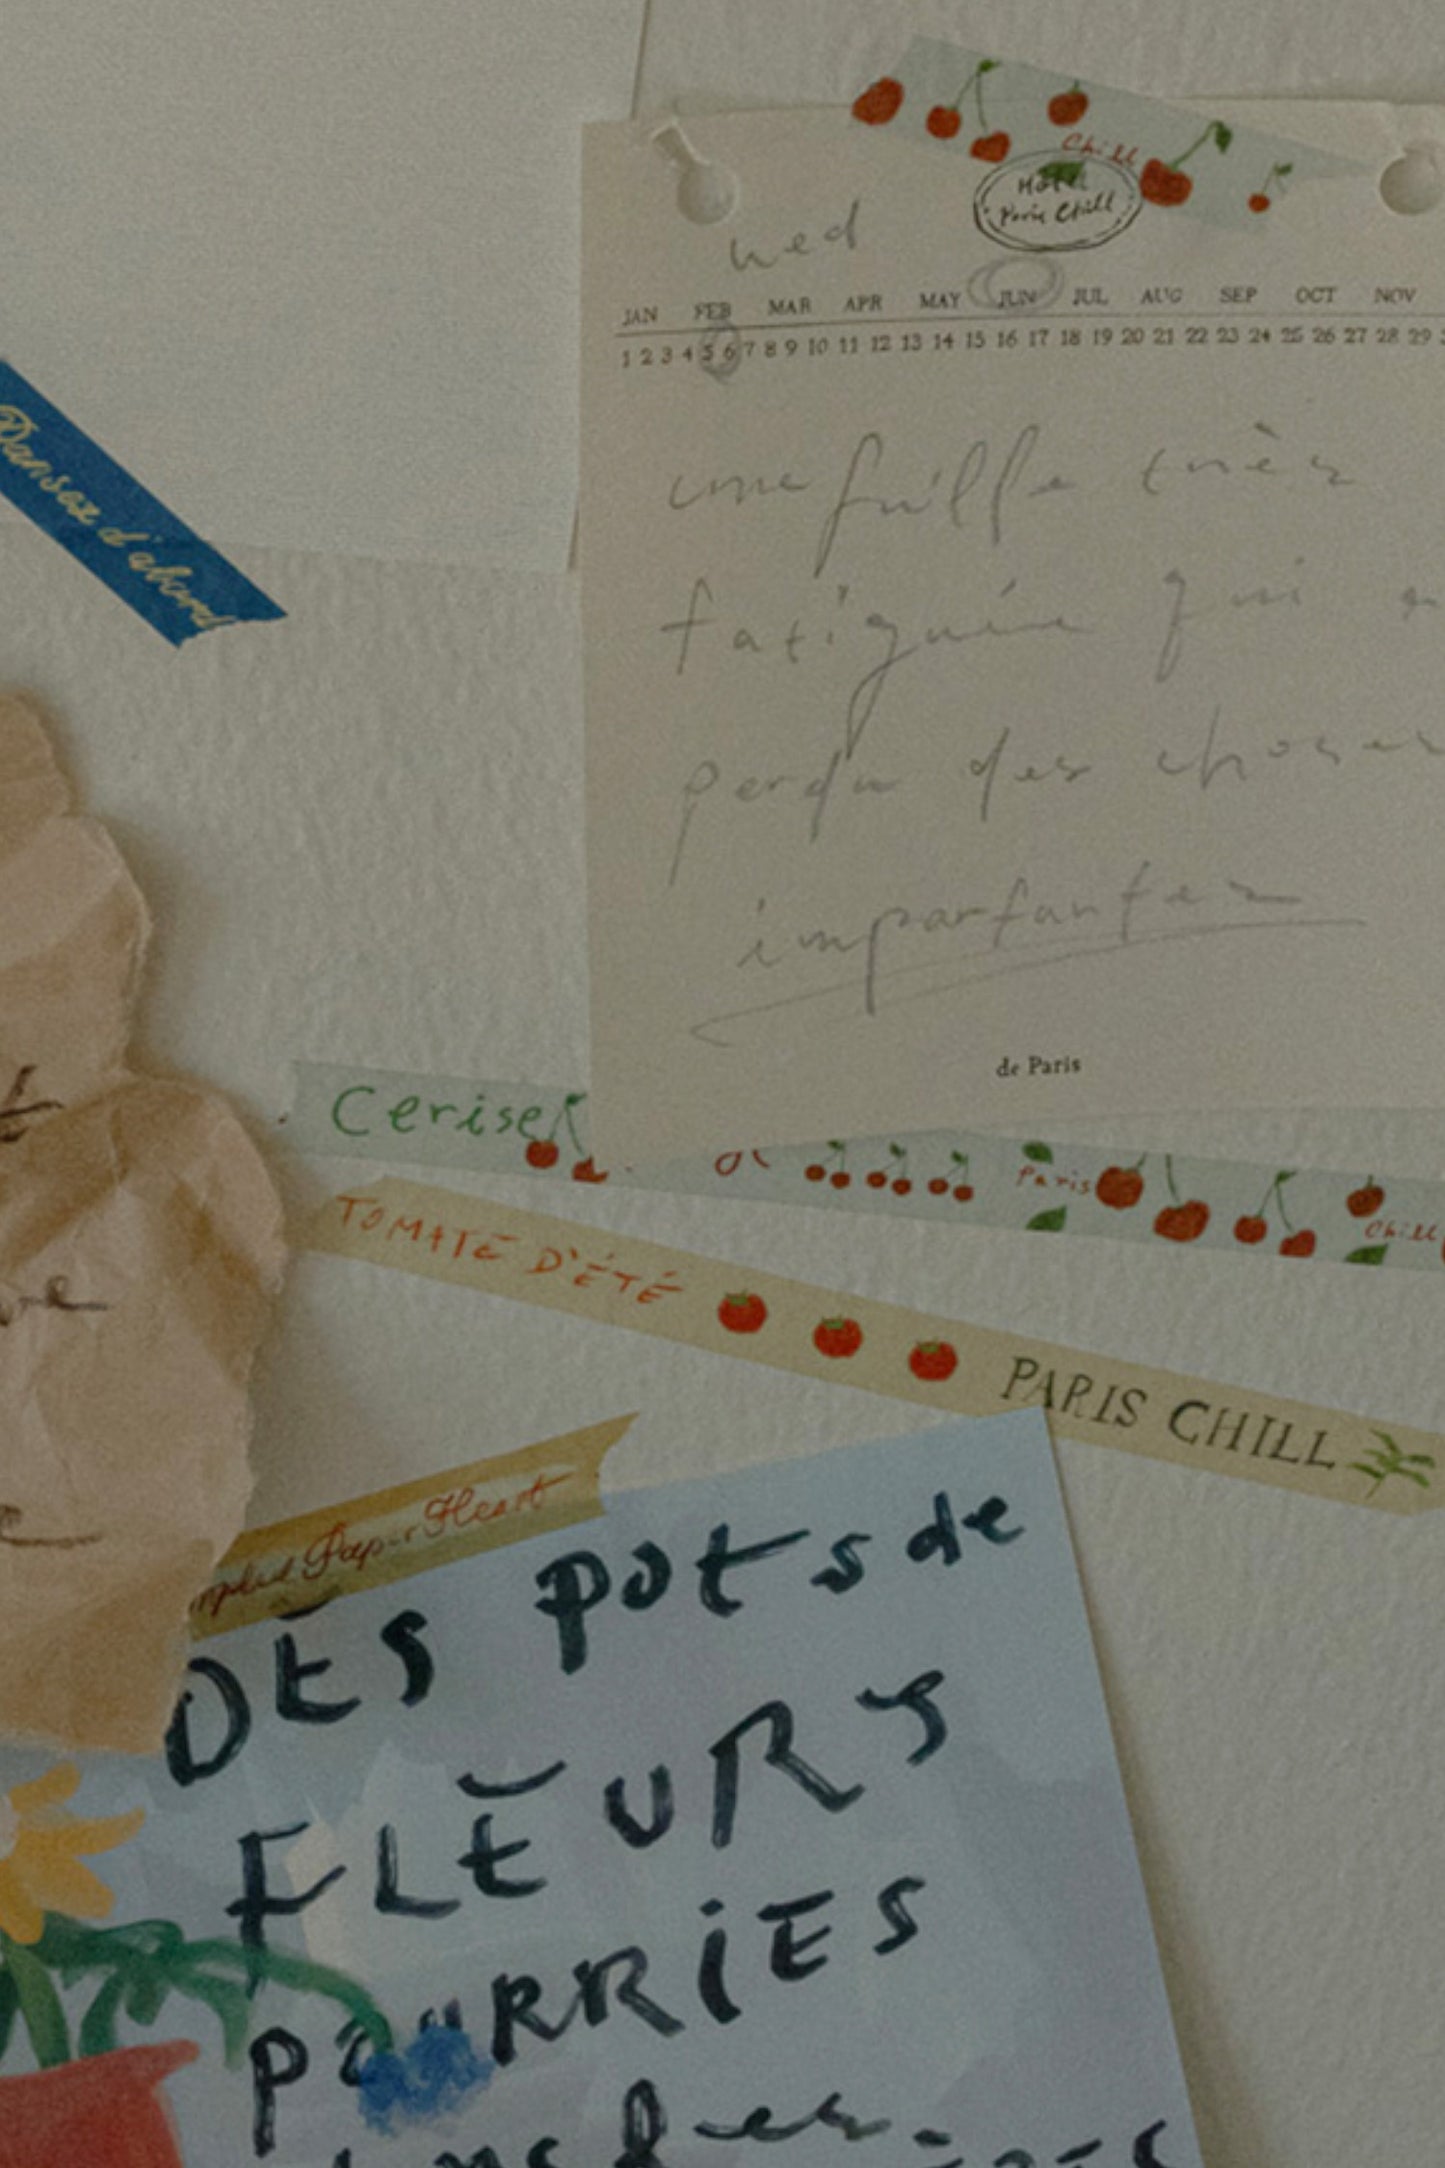 Chill
Hôtel
Paris Chill
wed
JAN FEB MAR APR MAY JUN JUL AUG SEP OCT NOV
1 2 3 4 5 6 7 8 9 10 11 12 13 14 15 16 17 18 19 20 21 22 23 24 25 26 27 28 29
Dansez d'abord
une fille très
fatiguée qui a
perdu des choses
importantes
de Paris
Cerise
Paris
Chill
TOMATE D'ÉTÉ PARIS CHILL
Paper Heart
DES pots de
FLEURS
POURRIES